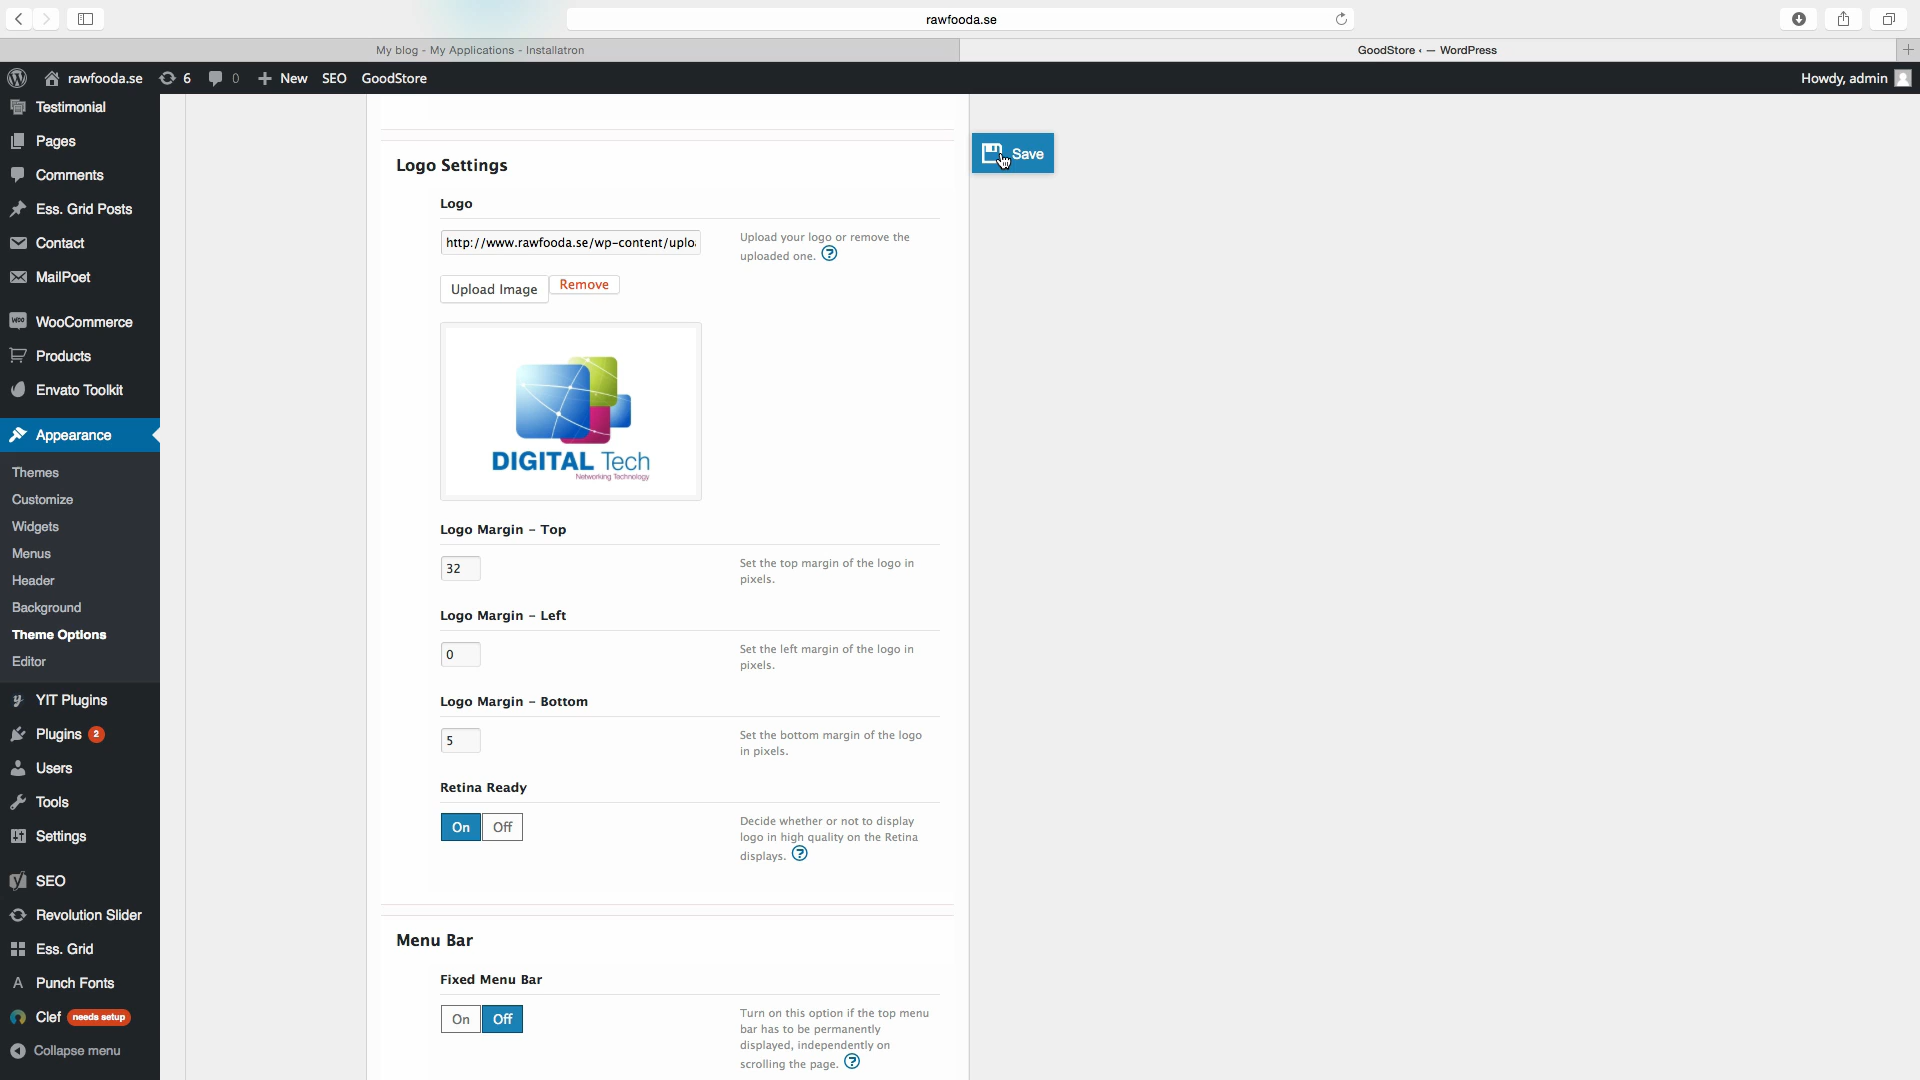 rawfooda.se
My blog - My Applications - Installatron
GoodStore ‹ — WordPress
rawfooda.se
6
0
New
SEO
GoodStore
Howdy, admin
Testimonial
Pages
Comments
Ess. Grid Posts
Contact
MailPoet
WooCommerce
Products
Envato Toolkit
Appearance
Themes
Customize
Widgets
Menus
Header
Background
Theme Options
Editor
YIT Plugins
Plugins 2
Users
Tools
Settings
SEO
Revolution Slider
Ess. Grid
Punch Fonts
Clef needs setup
Collapse menu
Save
Logo Settings
Logo
http://www.rawfooda.se/wp-content/uplo
Upload your logo or remove the
uploaded one. ?
Upload Image
Remove
DIGITAL Tech
Networking Technology
Logo Margin - Top
32
Set the top margin of the logo in
pixels.
Logo Margin - Left
0
Set the left margin of the logo in
pixels.
Logo Margin - Bottom
5
Set the bottom margin of the logo
in pixels.
Retina Ready
On
Off
Decide whether or not to display
logo in high quality on the Retina
displays. ?
Menu Bar
Fixed Menu Bar
On
Off
Turn on this option if the top menu
bar has to be permanently
displayed, independently on
scrolling the page. ?